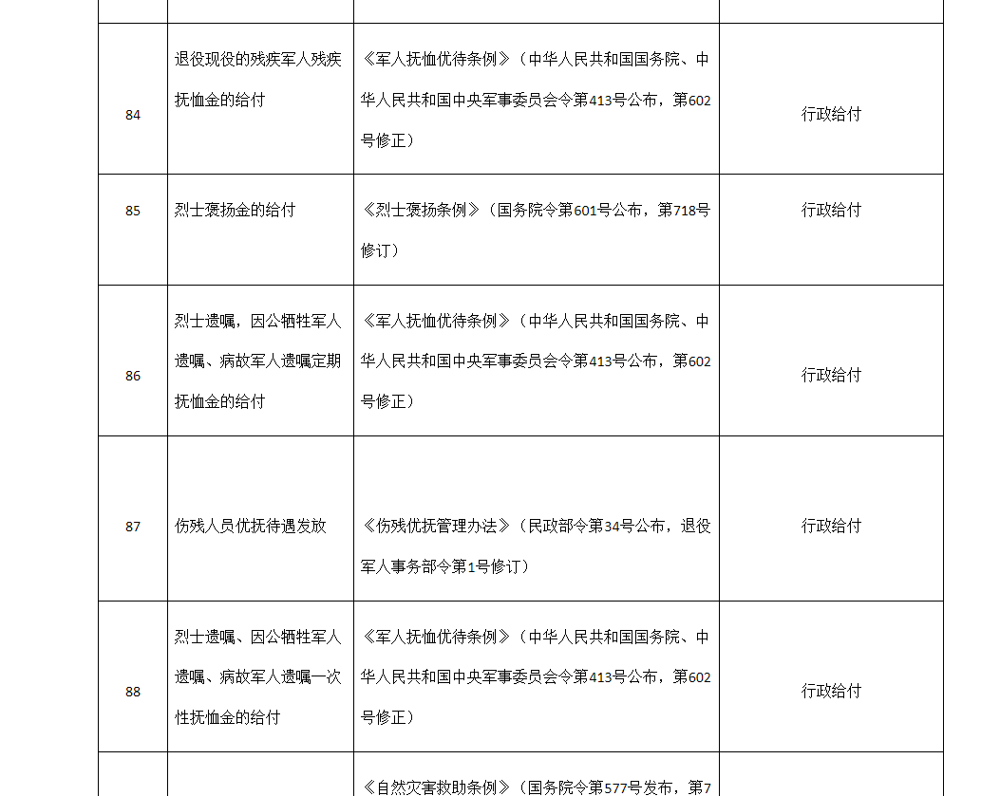 退役现役的残疾军人残疾
抚恤金的给付
84
《军人抚恤优待条例》（中华人民共和国国务院、中
华人民共和国中央军事委员会令第413号公布，第602
号修正）
行政给付
85
烈士褒扬金的给付
《烈士褒扬条例》（国务院令第601号公布，第718号
修订）
行政给付
烈士遗嘱，因公牺牲军人
遗嘱、病故军人遗嘱定期
抚恤金的给付
86
《军人抚恤优待条例》（中华人民共和国国务院、中
华人民共和国中央军事委员会令第413号公布，第602
号修正）
行政给付
87
伤残人员优抚待遇发放
《伤残优抚管理办法》（民政部令第34号公布，退役
军人事务部令第1号修订）
行政给付
烈士遗嘱、因公牺牲军人
遗嘱、病故军人遗嘱一次
性抚恤金的给付
88
《军人抚恤优待条例》（中华人民共和国国务院、中
华人民共和国中央军事委员会令第413号公布，第602
号修正）
行政给付
《自然灾害救助条例》（国务院令第577号发布，第7